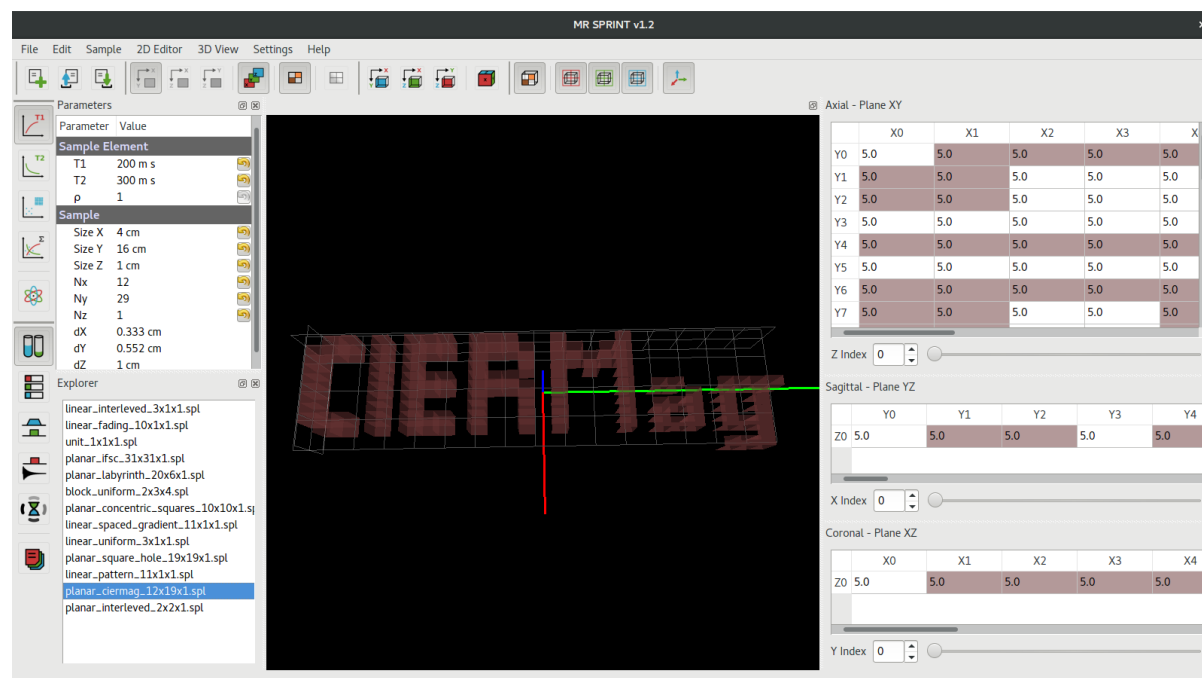 MR SPRINT v1.2
File Edit Sample 2D Editor 3D View Settings Help
Parameters
Parameter Value
Sample Element
T1 200 m s
T2 300 m s
ρ 1
Sample
Size X 4 cm
Size Y 16 cm
Size Z 1 cm
Nx 12
Ny 29
Nz 1
dX 0.333 cm
dY 0.552 cm
dZ 1 cm
Explorer
linear_interleved_3x1x1.spl
linear_fading_10x1x1.spl
unit_1x1x1.spl
planar_ifsc_31x31x1.spl
planar_labyrinth_20x6x1.spl
block_uniform_2x3x4.spl
planar_concentric_squares_10x10x1.sp
linear_spaced_gradient_11x1x1.spl
linear_uniform_3x1x1.spl
planar_square_hole_19x19x1.spl
linear_pattern_11x1x1.spl
planar_ciermag_12x19x1.spl
planar_interleved_2x2x1.spl
T1
T2
Σ
CIERMag
Axial - Plane XY
X0 X1 X2 X3 X
Y0 5.0 5.0 5.0 5.0 5.0
Y1 5.0 5.0 5.0 5.0 5.0
Y2 5.0 5.0 5.0 5.0 5.0
Y3 5.0 5.0 5.0 5.0 5.0
Y4 5.0 5.0 5.0 5.0 5.0
Y5 5.0 5.0 5.0 5.0 5.0
Y6 5.0 5.0 5.0 5.0 5.0
Y7 5.0 5.0 5.0 5.0 5.0
Z Index 0
Sagittal - Plane YZ
Y0 Y1 Y2 Y3 Y4
Z0 5.0 5.0 5.0 5.0 5.0
X Index 0
Coronal - Plane XZ
X0 X1 X2 X3 X4
Z0 5.0 5.0 5.0 5.0 5.0
Y Index 0